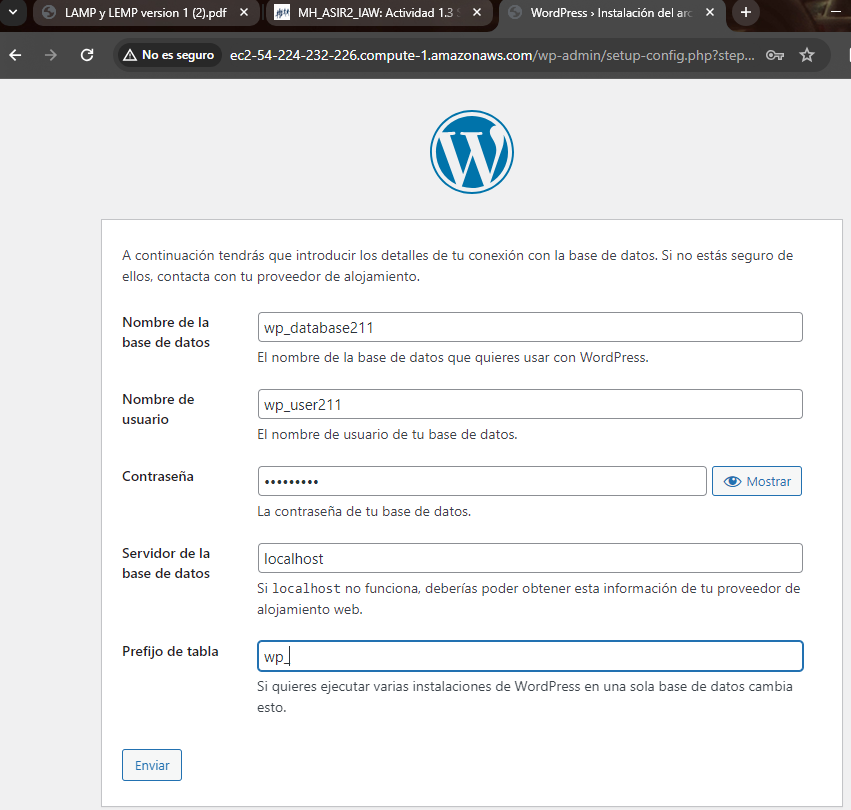 LAMP y LEMP version 1 (2).pdf
MH_ASIR2_IAW: Actividad 1.3
WordPress › Instalación del arc
No es seguro
ec2-54-224-232-226.compute-1.amazonaws.com/wp-admin/setup-config.php?step...
A continuación tendrás que introducir los detalles de tu conexión con la base de datos. Si no estás seguro de
ellos, contacta con tu proveedor de alojamiento.
Nombre de la
base de datos
wp_database211
El nombre de la base de datos que quieres usar con WordPress.
Nombre de
usuario
wp_user211
El nombre de usuario de tu base de datos.
Contraseña
•••••••••
Mostrar
La contraseña de tu base de datos.
Servidor de la
base de datos
localhost
Si localhost no funciona, deberías poder obtener esta información de tu proveedor de
alojamiento web.
Prefijo de tabla
wp_
Si quieres ejecutar varias instalaciones de WordPress en una sola base de datos cambia
esto.
Enviar